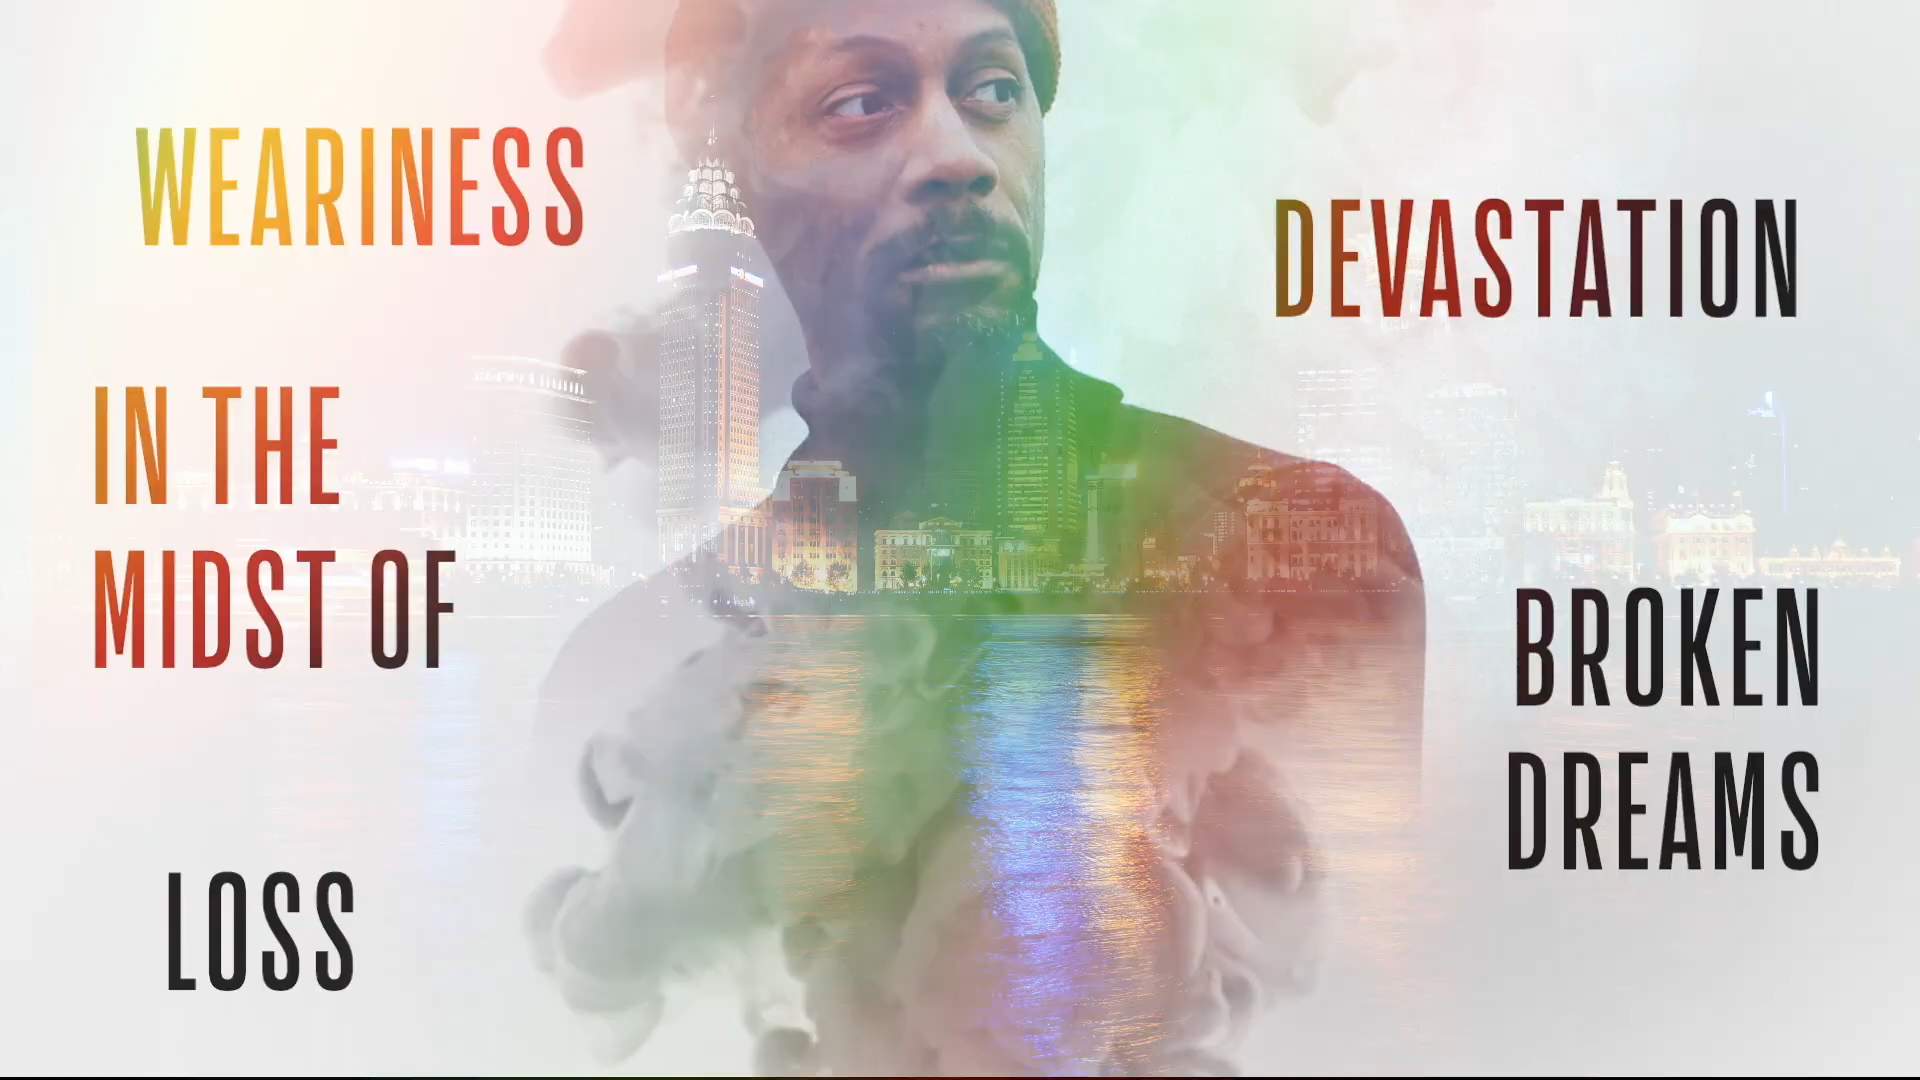 WEARINESS
IN THE
MIDST OF
LOSS
DEVASTATION
BROKEN
DREAMS